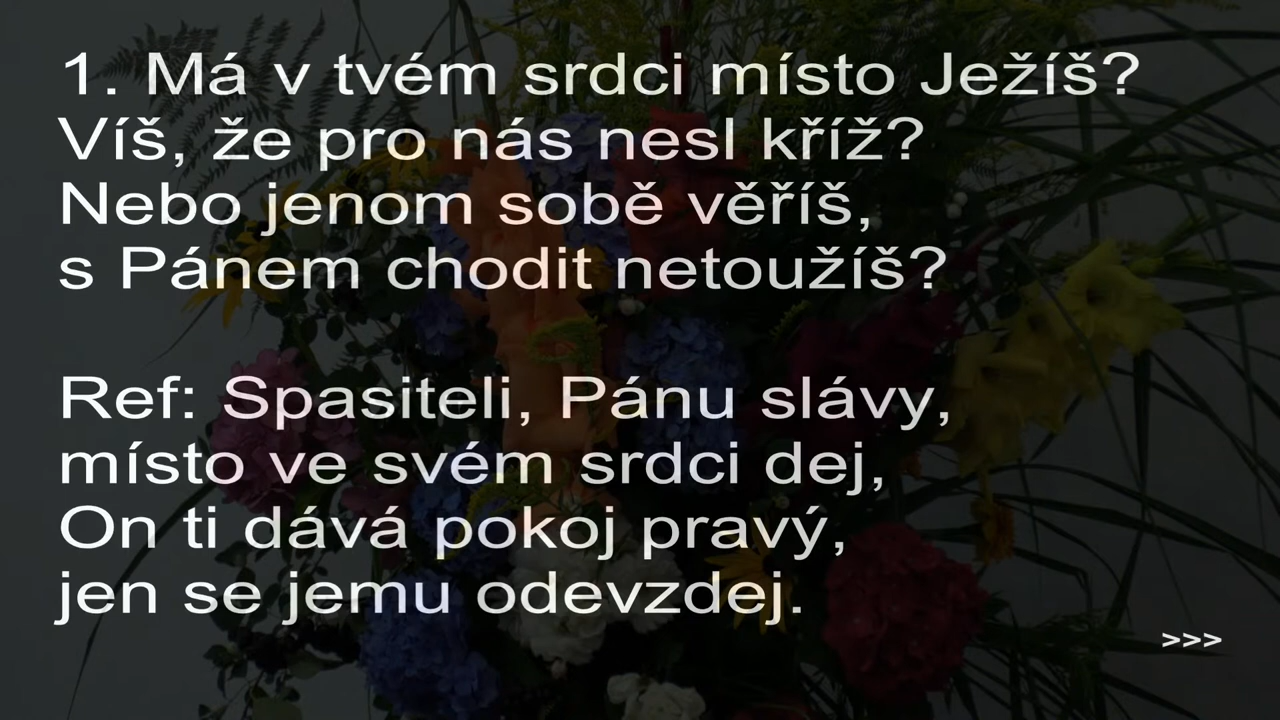 1. Má v tvém srdci místo Ježíš?
Víš, že pro nás nesl kříž?
Nebo jenom sobě věříš,
s Pánem chodit netoužíš?
Ref: Spasiteli, Pánu slávy,
místo ve svém srdci dej,
On ti dává pokoj pravý,
jen se jemu odevzdej.
>>>